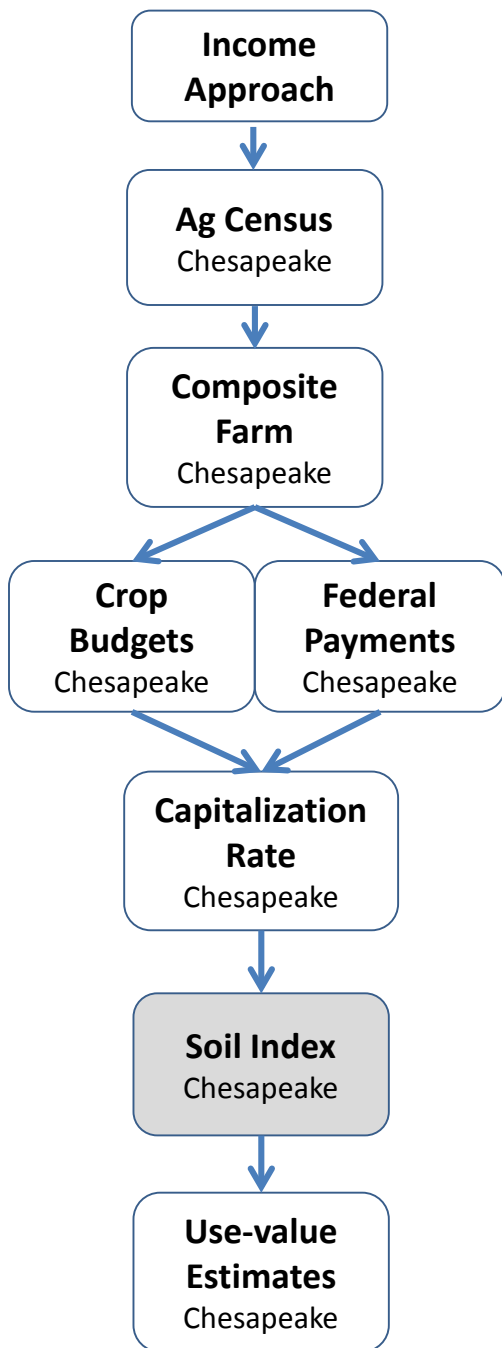 Income
Approach
Ag Census
Chesapeake
Composite
Farm
Chesapeake
Crop
Budgets
Chesapeake
Federal
Payments
Chesapeake
Capitalization
Rate
Chesapeake
Soil Index
Chesapeake
Use-value
Estimates
Chesapeake